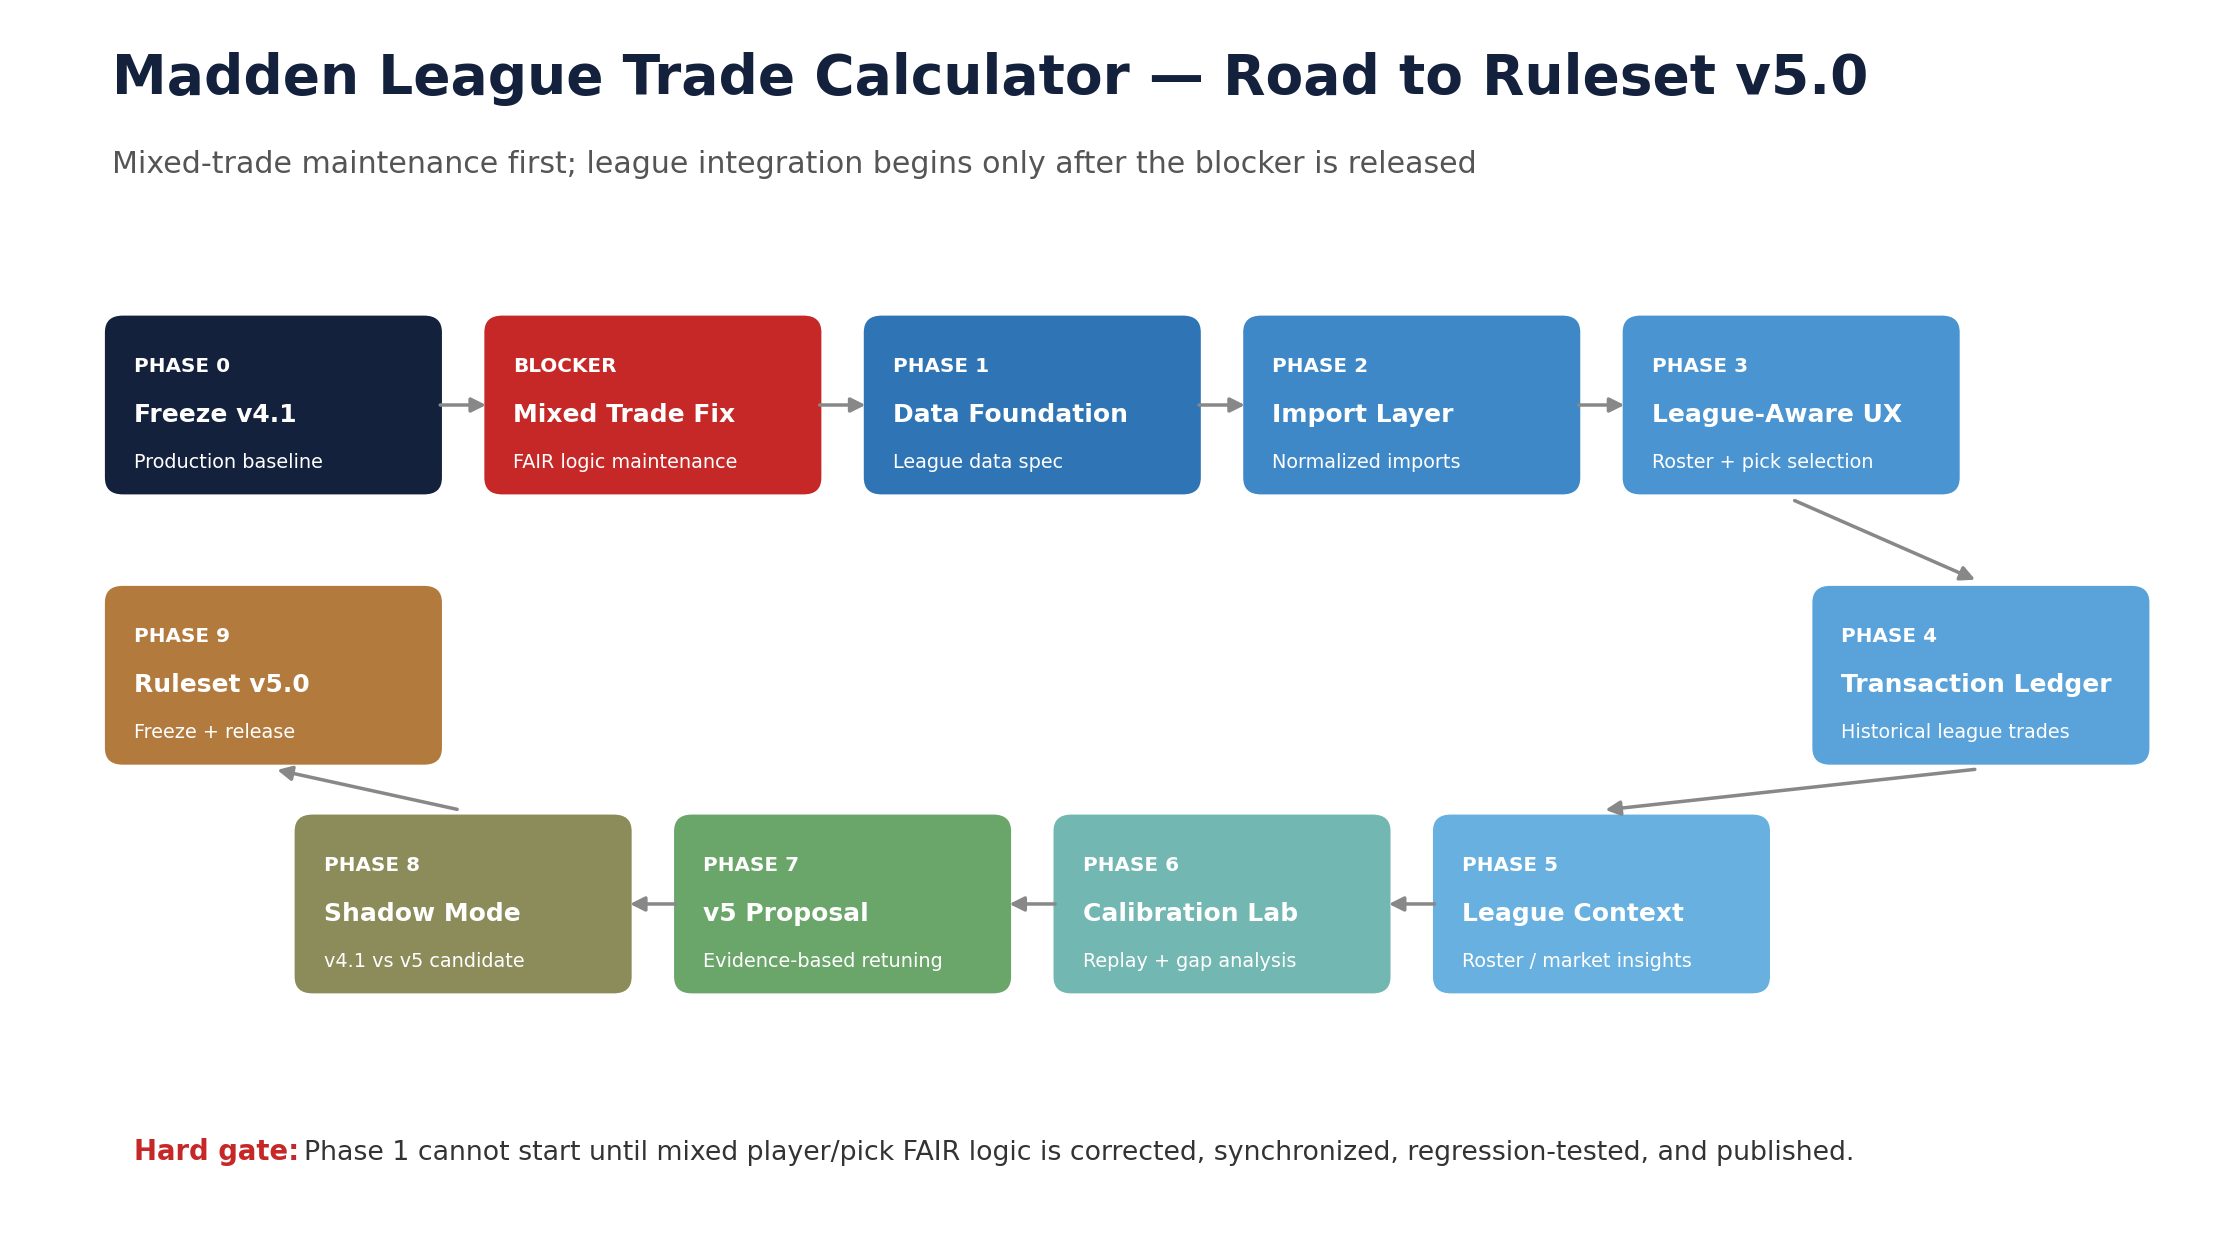 Madden League Trade Calculator — Road to Ruleset v5.0
Mixed-trade maintenance first; league integration begins only after the blocker is released
PHASE 0
Freeze v4.1
Production baseline
BLOCKER
Mixed Trade Fix
FAIR logic maintenance
PHASE 1
Data Foundation
League data spec
PHASE 2
Import Layer
Normalized imports
PHASE 3
League-Aware UX
Roster + pick selection
PHASE 4
Transaction Ledger
Historical league trades
PHASE 5
League Context
Roster / market insights
PHASE 6
Calibration Lab
Replay + gap analysis
PHASE 7
v5 Proposal
Evidence-based retuning
PHASE 8
Shadow Mode
v4.1 vs v5 candidate
PHASE 9
Ruleset v5.0
Freeze + release
Hard gate: Phase 1 cannot start until mixed player/pick FAIR logic is corrected, synchronized, regression-tested, and published.